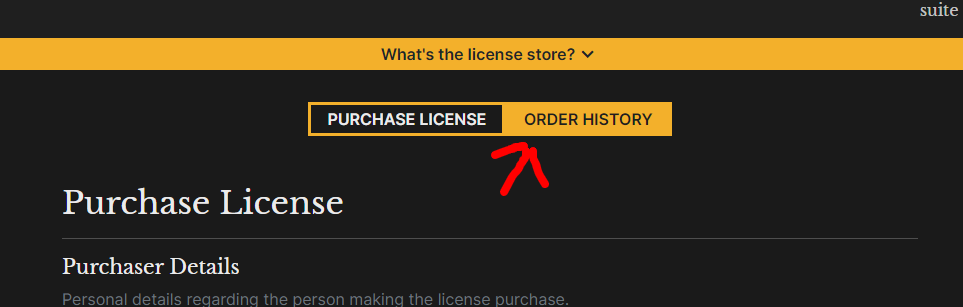 suite
What's the license store?
PURCHASE LICENSE ORDER HISTORY
Purchase License
Purchaser Details
Personal details regarding the person making the license purchase.